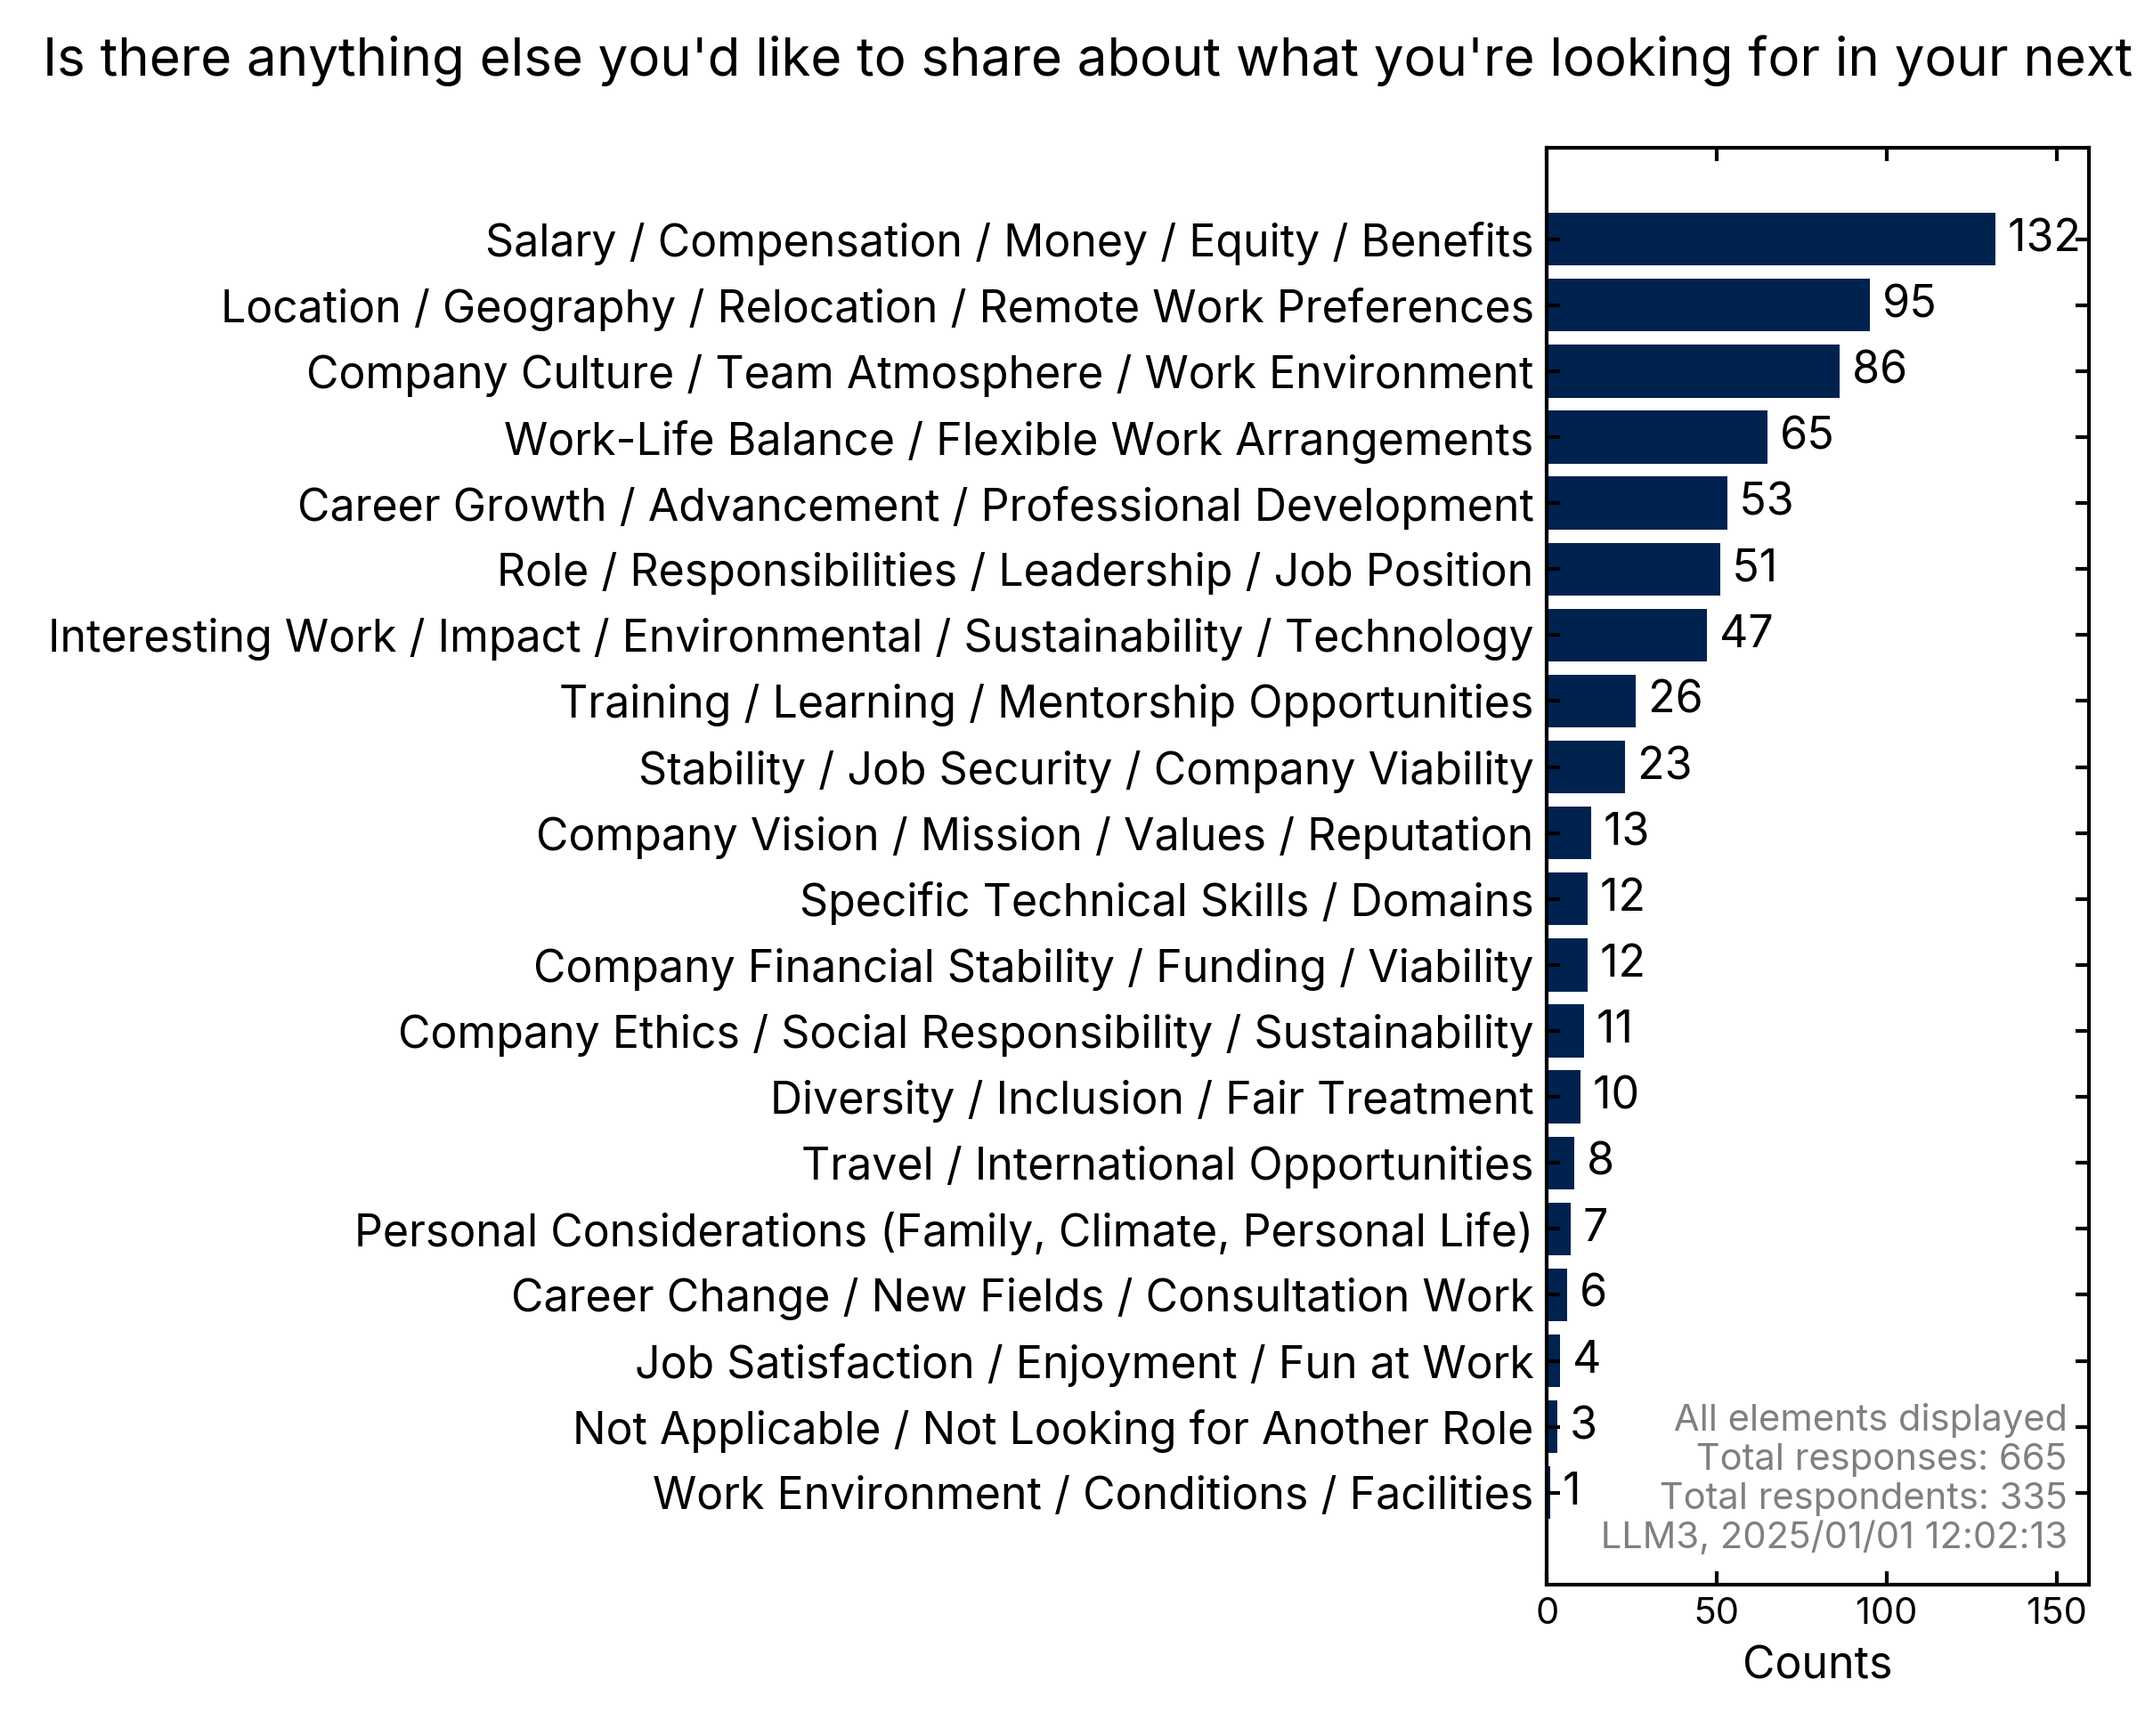 Is there anything else you'd like to share about what you're looking for in your next
Salary / Compensation / Money / Equity / Benefits 132
Location / Geography / Relocation / Remote Work Preferences 95
Company Culture / Team Atmosphere / Work Environment 86
Work-Life Balance / Flexible Work Arrangements 65
Career Growth / Advancement / Professional Development 53
Role / Responsibilities / Leadership / Job Position 51
Interesting Work / Impact / Environmental / Sustainability / Technology 47
Training / Learning / Mentorship Opportunities 26
Stability / Job Security / Company Viability 23
Company Vision / Mission / Values / Reputation 13
Specific Technical Skills / Domains 12
Company Financial Stability / Funding / Viability 12
Company Ethics / Social Responsibility / Sustainability 11
Diversity / Inclusion / Fair Treatment 10
Travel / International Opportunities 8
Personal Considerations (Family, Climate, Personal Life) 7
Career Change / New Fields / Consultation Work 6
Job Satisfaction / Enjoyment / Fun at Work 4
Not Applicable / Not Looking for Another Role 3
Work Environment / Conditions / Facilities 1
All elements displayed
Total responses: 665
Total respondents: 335
LLM3, 2025/01/01 12:02:13
0 50 100 150
Counts